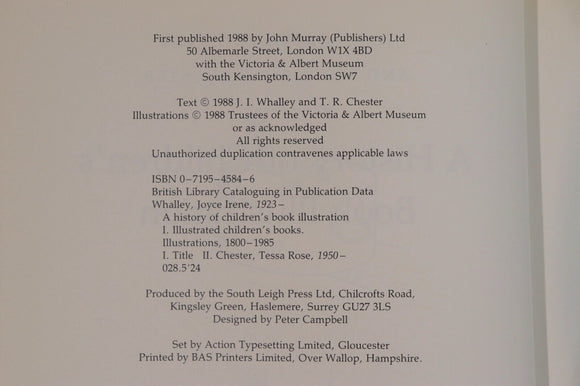 First published 1988 by John Murray (Publishers) Ltd
50 Albemarle Street, London W1X 4BD
with the Victoria & Albert Museum
South Kensington, London SW7
Text © 1988 J. I. Whalley and T. R. Chester
Illustrations © 1988 Trustees of the Victoria & Albert Museum
or as acknowledged
All rights reserved
Unauthorized duplication contravenes applicable laws
ISBN 0–7195–4584–6
British Library Cataloguing in Publication Data
Whalley, Joyce Irene, 1923–
A history of children's book illustration
I. Illustrated children's books.
Illustrations, 1800–1985
I. Title II. Chester, Tessa Rose, 1950–
028.5'24
Produced by the South Leigh Press Ltd, Chilcrofts Road,
Kingsley Green, Haslemere, Surrey GU27 3LS
Designed by Peter Campbell
Set by Action Typesetting Limted, Gloucester
Printed by BAS Printers Limited, Over Wallop, Hampshire.